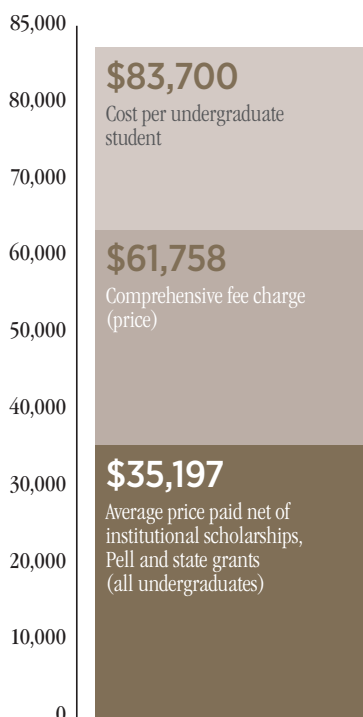 85,000
80,000
70,000
60,000
50,000
40,000
30,000
20,000
10,000
0
$83,700
Cost per undergraduate
student
$61,758
Comprehensive fee charge
(price)
$35,197
Average price paid net of
institutional scholarships,
Pell and state grants
(all undergraduates)